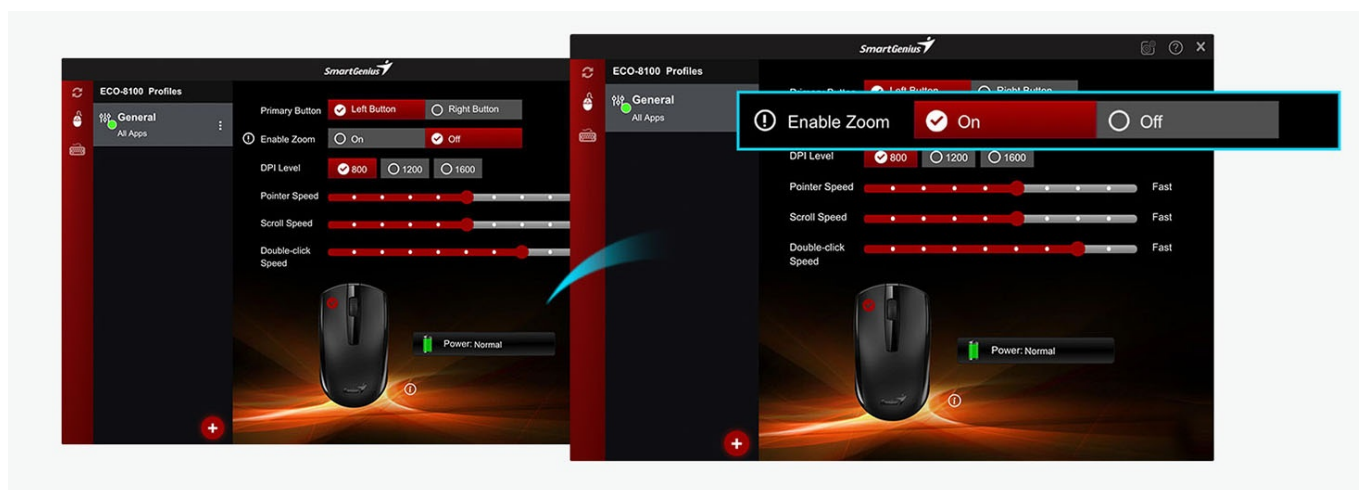 SmartGenius
ECO-8100 Profiles
General
All Apps
Primary Button Left Button Right Button
Enable Zoom On Off
DPI Level 800 1200 1600
Pointer Speed
Scroll Speed
Double-click
Speed
Power: Normal
SmartGenius
ECO-8100 Profiles
General
All Apps
Enable Zoom On Off
DPI Level 800 1200 1600
Pointer Speed Fast
Scroll Speed Fast
Double-click Fast
Speed
Power: Normal